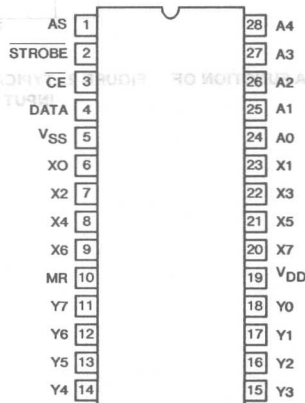 AS 1 28 A4
STROBE 2 27 A3
CE 3 26 A2
DATA 4 25 A1
VSS 5 24 A0
XO 6 23 X1
X2 7 22 X3
X4 8 21 X5
X6 9 20 X7
MR 10 19 VDD
Y7 11 18 Y0
Y6 12 17 Y1
Y5 13 16 Y2
Y4 14 15 Y3